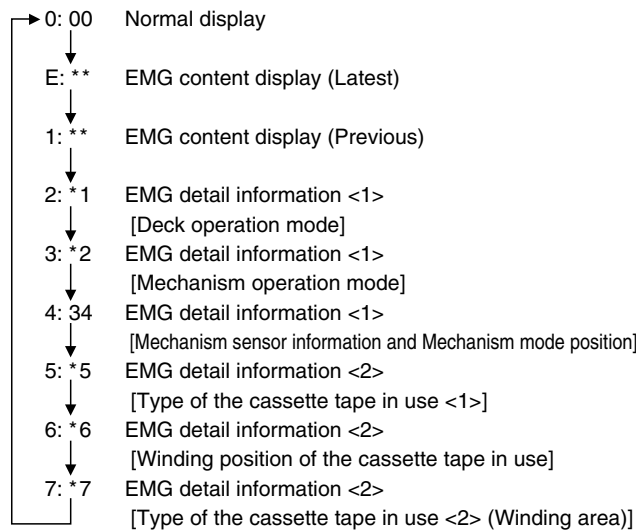 0: 00 Normal display
E: ** EMG content display (Latest)
1: ** EMG content display (Previous)
2: *1 EMG detail information <1>
[Deck operation mode]
3: *2 EMG detail information <1>
[Mechanism operation mode]
4: 34 EMG detail information <1>
[Mechanism sensor information and Mechanism mode position]
5: *5 EMG detail information <2>
[Type of the cassette tape in use <1>]
6: *6 EMG detail information <2>
[Winding position of the cassette tape in use]
7: *7 EMG detail information <2>
[Type of the cassette tape in use <2> (Winding area)]